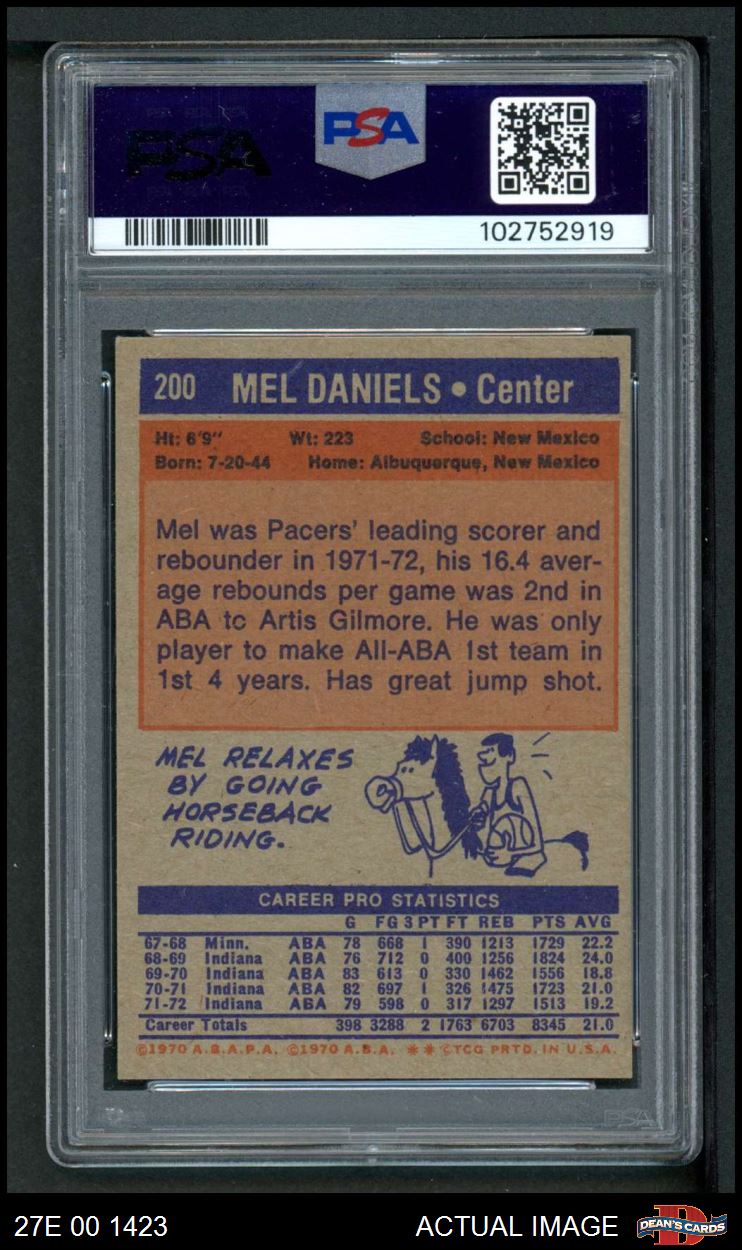 PSA
PSA
102752919
200 MEL DANIELS • Center
Ht: 6'9" Wt: 223 School: New Mexico
Born: 7-20-44 Home: Albuquerque, New Mexico
Mel was Pacers' leading scorer and
rebounder in 1971-72, his 16.4 aver-
age rebounds per game was 2nd in
ABA tc Artis Gilmore. He was only
player to make All-ABA 1st team in
1st 4 years. Has great jump shot.
MEL RELAXES
BY GOING
HORSEBACK
RIDING.
CAREER PRO STATISTICS
G FG 3PT FT REB PTS AVG
67-68 Minn. ABA 78 668 1 390 1213 1729 22.2
68-69 Indiana ABA 76 712 0 400 1256 1824 24.0
69-70 Indiana ABA 83 613 0 330 1462 1556 18.8
70-71 Indiana ABA 82 697 1 326 1475 1723 21.0
71-72 Indiana ABA 79 598 0 317 1297 1513 19.2
Career Totals 398 3288 2 1763 6703 8345 21.0
©1970 A.B.A.P.A. ©1970 A.B.A. ** ©TCG PRTD. IN U.S.A.
PSA
27E 00 1423 ACTUAL IMAGE DEAN'S CARDS